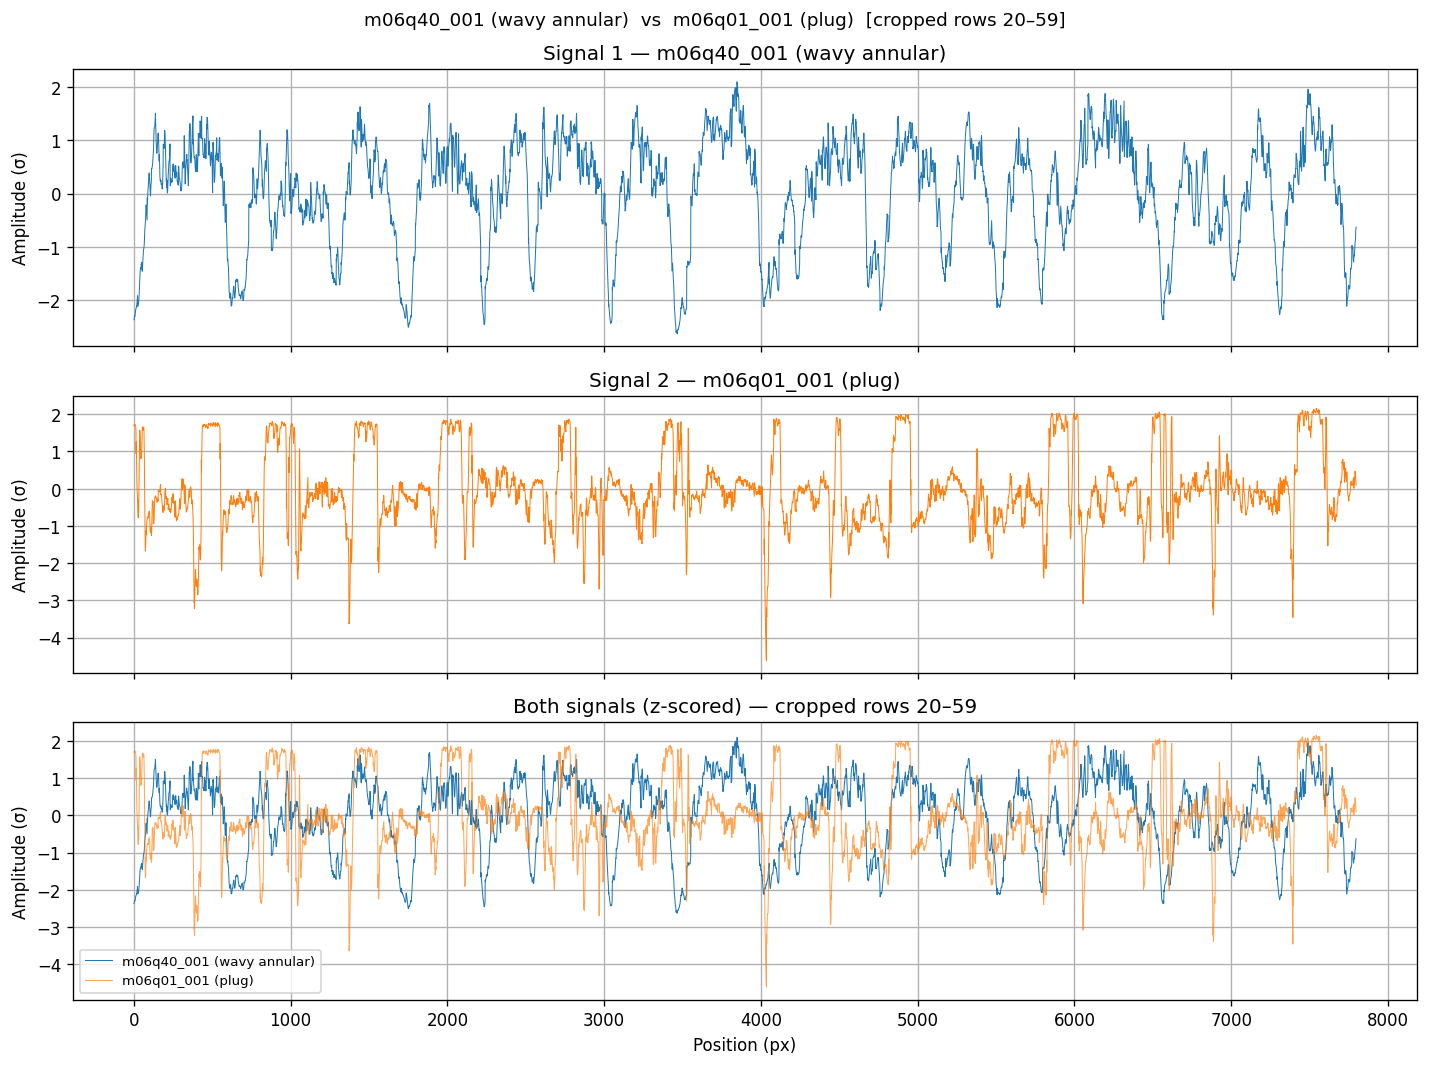 m06q40_001 (wavy annular)  vs  m06q01_001 (plug)  [cropped rows 20–59]
Signal 1 — m06q40_001 (wavy annular)
2
1
0
−1
−2
Amplitude (σ)
Signal 2 — m06q01_001 (plug)
2
1
0
−1
−2
−3
−4
Amplitude (σ)
Both signals (z-scored) — cropped rows 20–59
2
1
0
−1
−2
−3
−4
Amplitude (σ)
m06q40_001 (wavy annular)
m06q01_001 (plug)
0 1000 2000 3000 4000 5000 6000 7000 8000
Position (px)